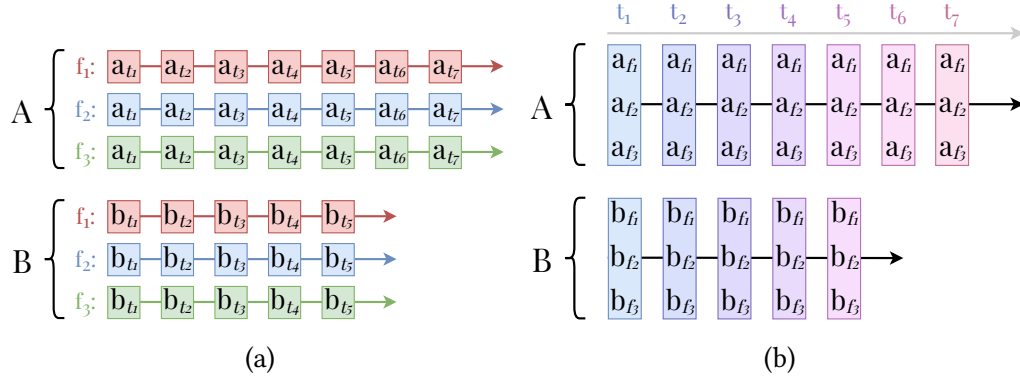 t₁ t₂ t₃ t₄ t₅ t₆ t₇
A
f₁: a_t₁ a_t₂ a_t₃ a_t₄ a_t₅ a_t₆ a_t₇
f₂: a_t₁ a_t₂ a_t₃ a_t₄ a_t₅ a_t₆ a_t₇
f₃: a_t₁ a_t₂ a_t₃ a_t₄ a_t₅ a_t₆ a_t₇
B
f₁: b_t₁ b_t₂ b_t₃ b_t₄ b_t₅
f₂: b_t₁ b_t₂ b_t₃ b_t₄ b_t₅
f₃: b_t₁ b_t₂ b_t₃ b_t₄ b_t₅
(a)
A
a_f₁ a_f₁ a_f₁ a_f₁ a_f₁ a_f₁ a_f₁
a_f₂ a_f₂ a_f₂ a_f₂ a_f₂ a_f₂ a_f₂
a_f₃ a_f₃ a_f₃ a_f₃ a_f₃ a_f₃ a_f₃
B
b_f₁ b_f₁ b_f₁ b_f₁ b_f₁
b_f₂ b_f₂ b_f₂ b_f₂ b_f₂
b_f₃ b_f₃ b_f₃ b_f₃ b_f₃
(b)